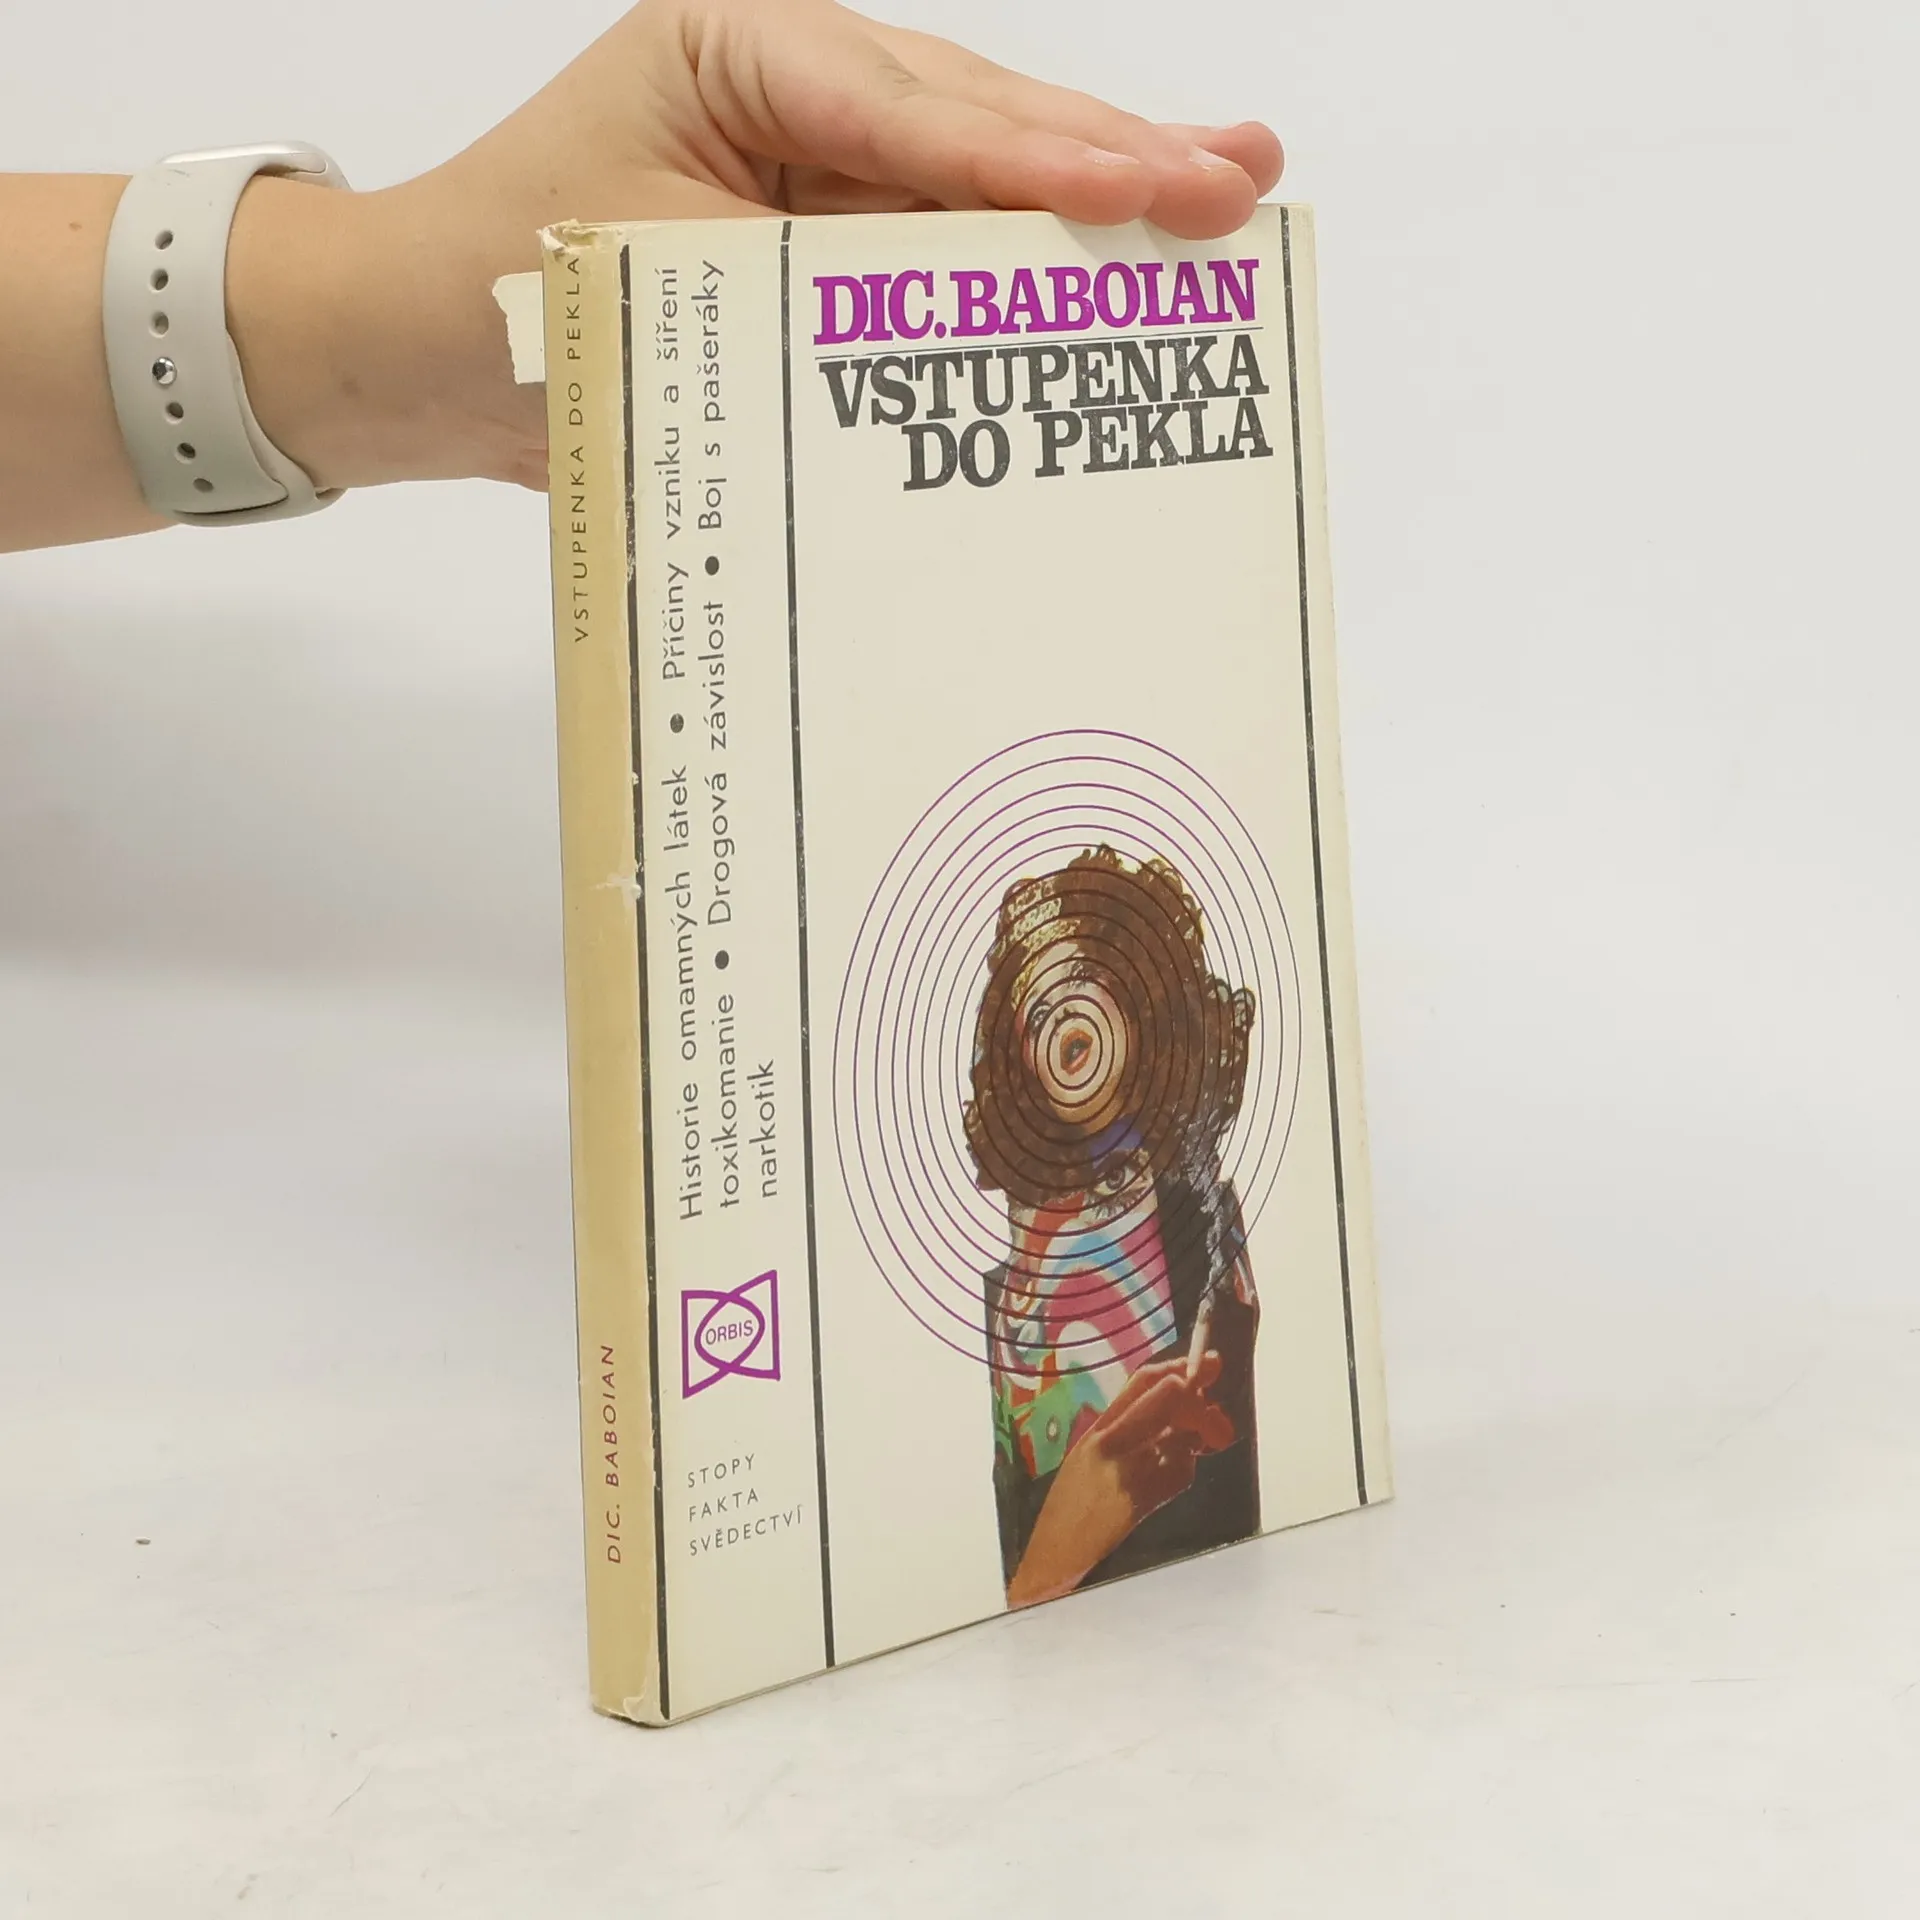 VSTUPENKA DO PEKLA
DIC. BABOIAN
Historie omamných látek ● Příčiny vzniku a šíření
toxikomanie ● Drogová závislost ● Boj s pašeráky
narkotik
ORBIS
STOPY
FAKTA
SVĚDECTVÍ
DIC. BABOIAN
VSTUPENKA
DO PEKLA